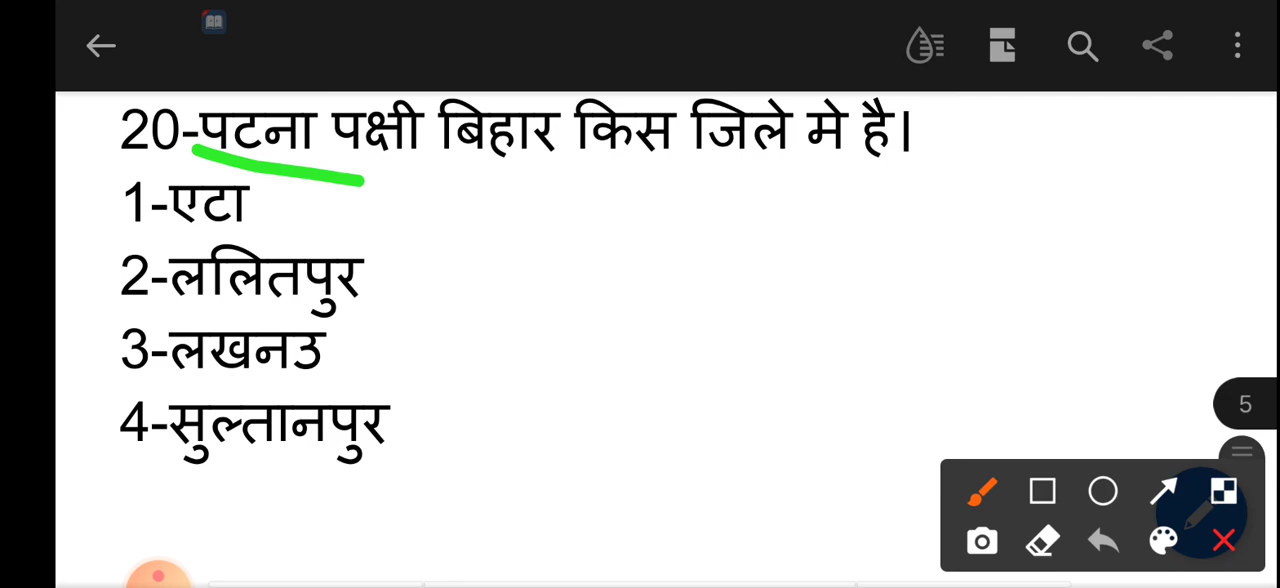 20-पटना पक्षी बिहार किस जिले मे है।
1-एटा
2-ललितपुर
3-लखनउ
4-सुल्तानपुर
5